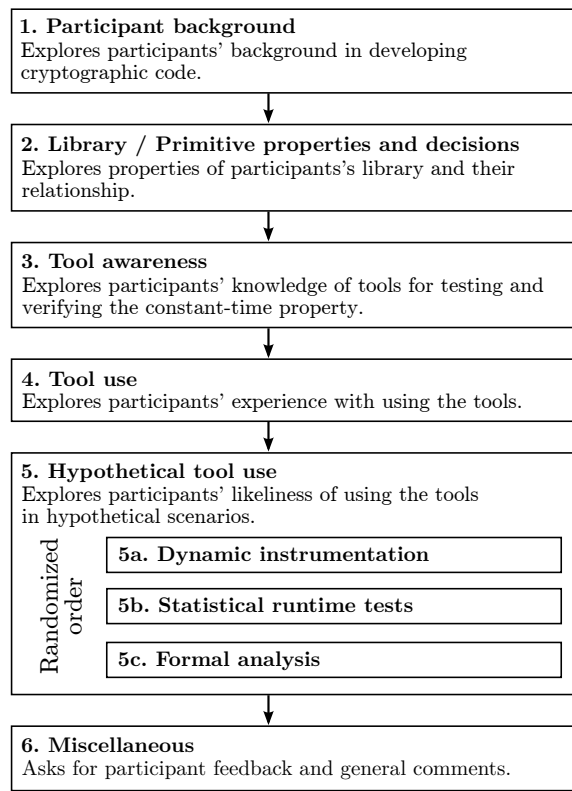 1. Participant background
Explores participants' background in developing
cryptographic code.
2. Library / Primitive properties and decisions
Explores properties of participants's library and their
relationship.
3. Tool awareness
Explores participants' knowledge of tools for testing and
verifying the constant-time property.
4. Tool use
Explores participants' experience with using the tools.
5. Hypothetical tool use
Explores participants' likeliness of using the tools
in hypothetical scenarios.
Randomized
order
5a. Dynamic instrumentation
5b. Statistical runtime tests
5c. Formal analysis
6. Miscellaneous
Asks for participant feedback and general comments.